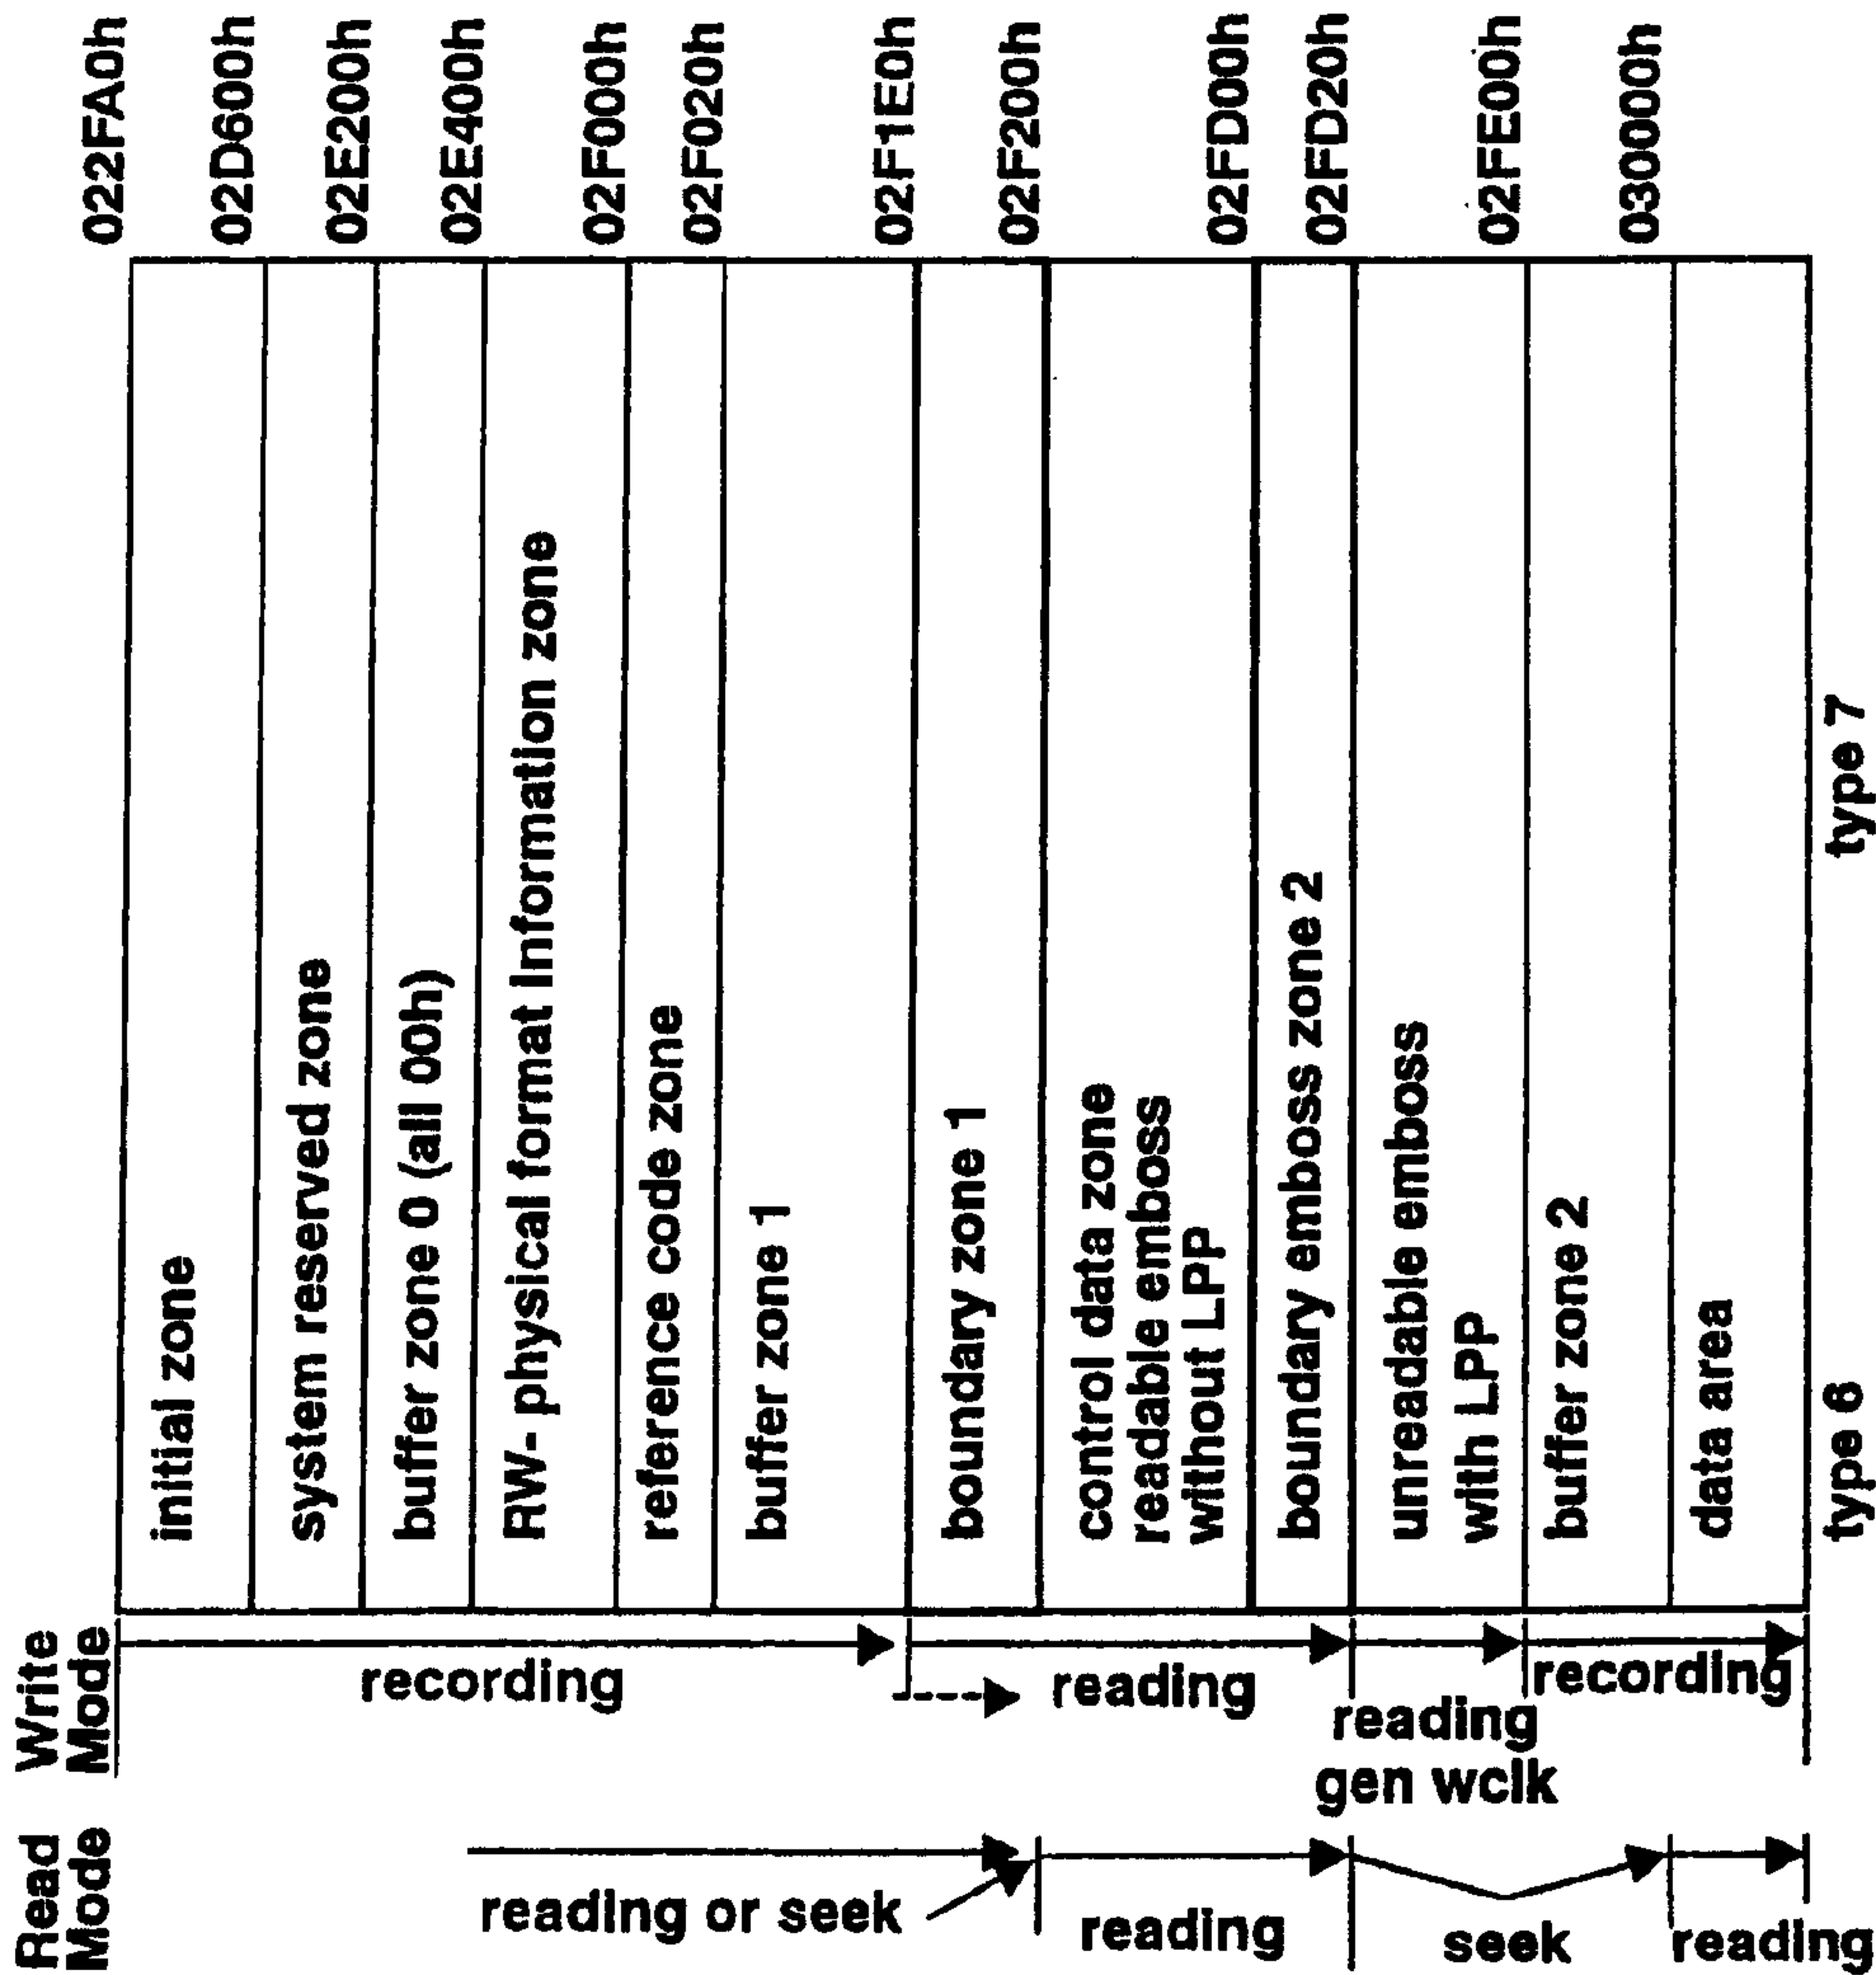 022FA0h
02D600h
02E200h
02E400h
02F000h
02F020h
02F1E0h
02F200h
02FD00h
02FD20h
02FE00h
030000h
initial zone
system reserved zone
buffer zone 0 (all 00h)
RW- physical format Information zone
reference code zone
buffer zone 1
boundary zone 1
control data zone
readable emboss
without LPP
boundary emboss zone 2
unreadable emboss
with LPP
buffer zone 2
data area
type 6
type 7
Write
Mode
recording
reading
reading
gen wclk
recording
Read
Mode
reading or seek
reading
seek
reading